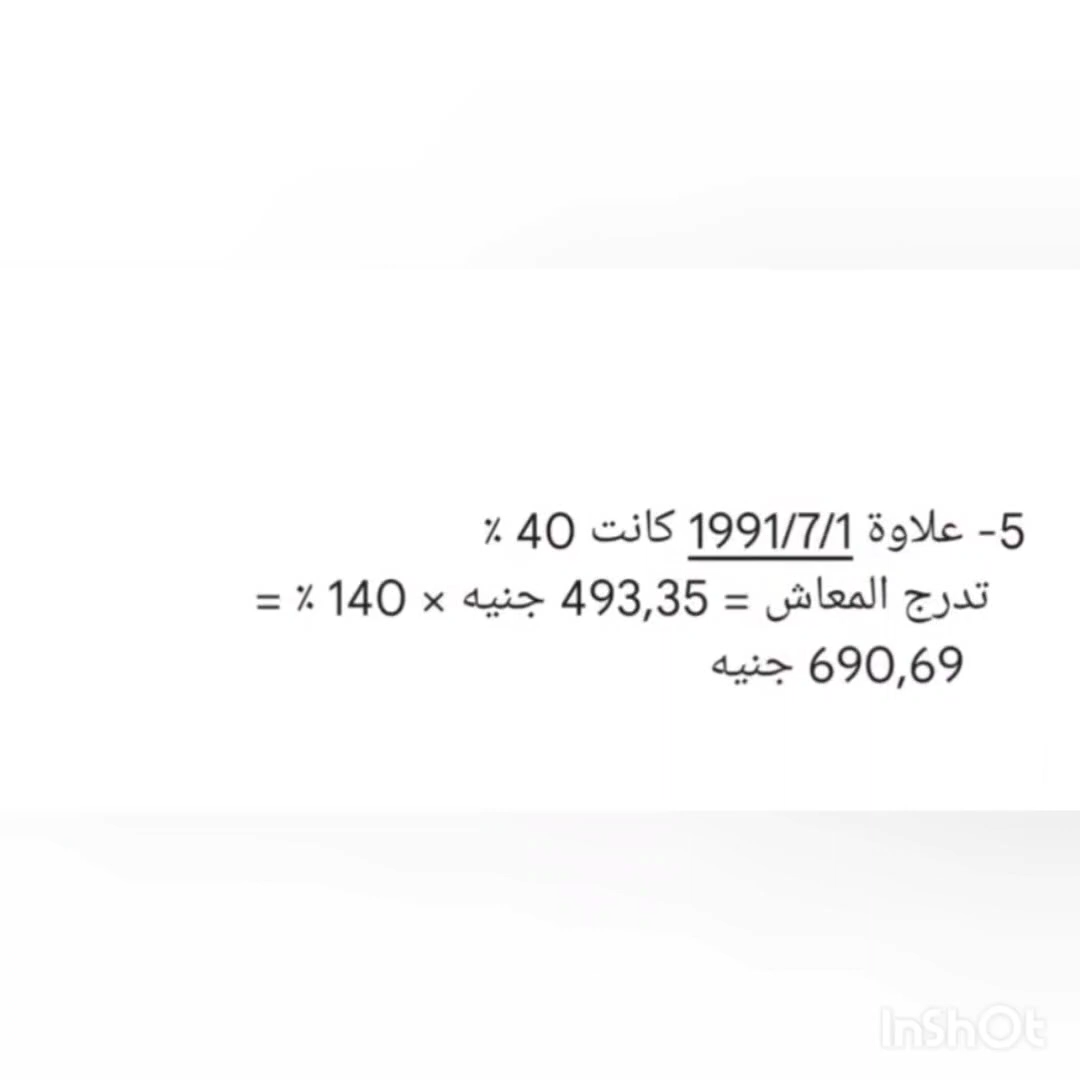 5- علاوة 1991/7/1 كانت 40 ٪
تدرج المعاش = 493,35 جنيه × 140 ٪ =
690,69 جنيه
InShOt